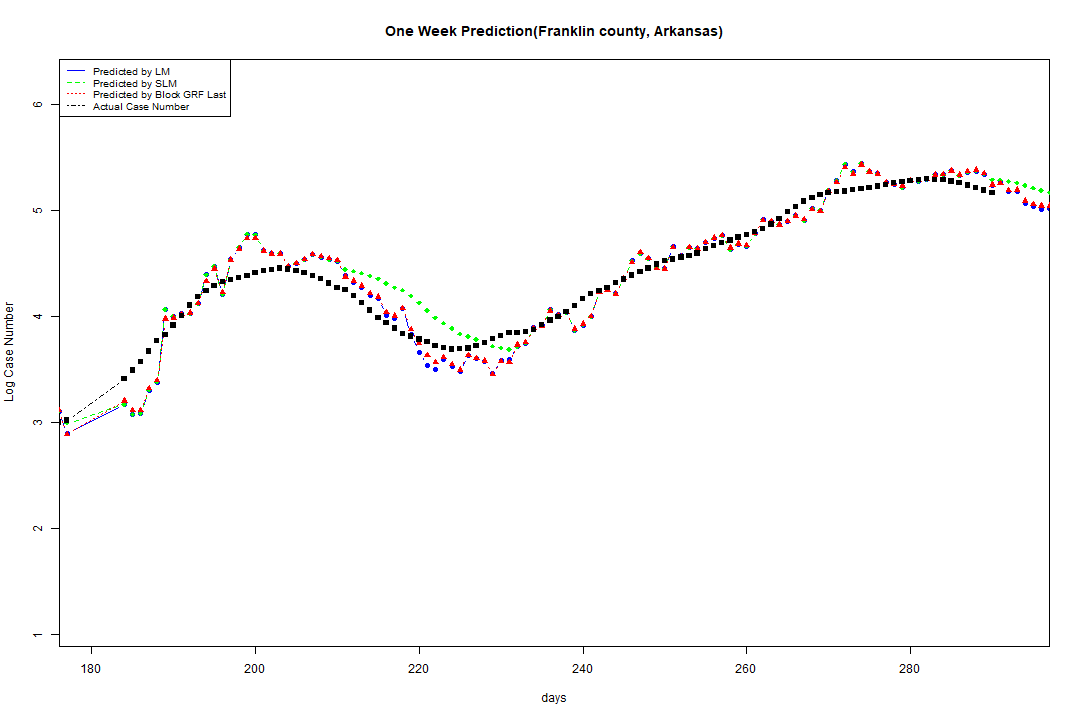 One Week Prediction(Franklin county, Arkansas)
Predicted by LM
Predicted by SLM
Predicted by Block GRF Last
Actual Case Number
6
5
4
3
2
1
Log Case Number
180 200 220 240 260 280
days